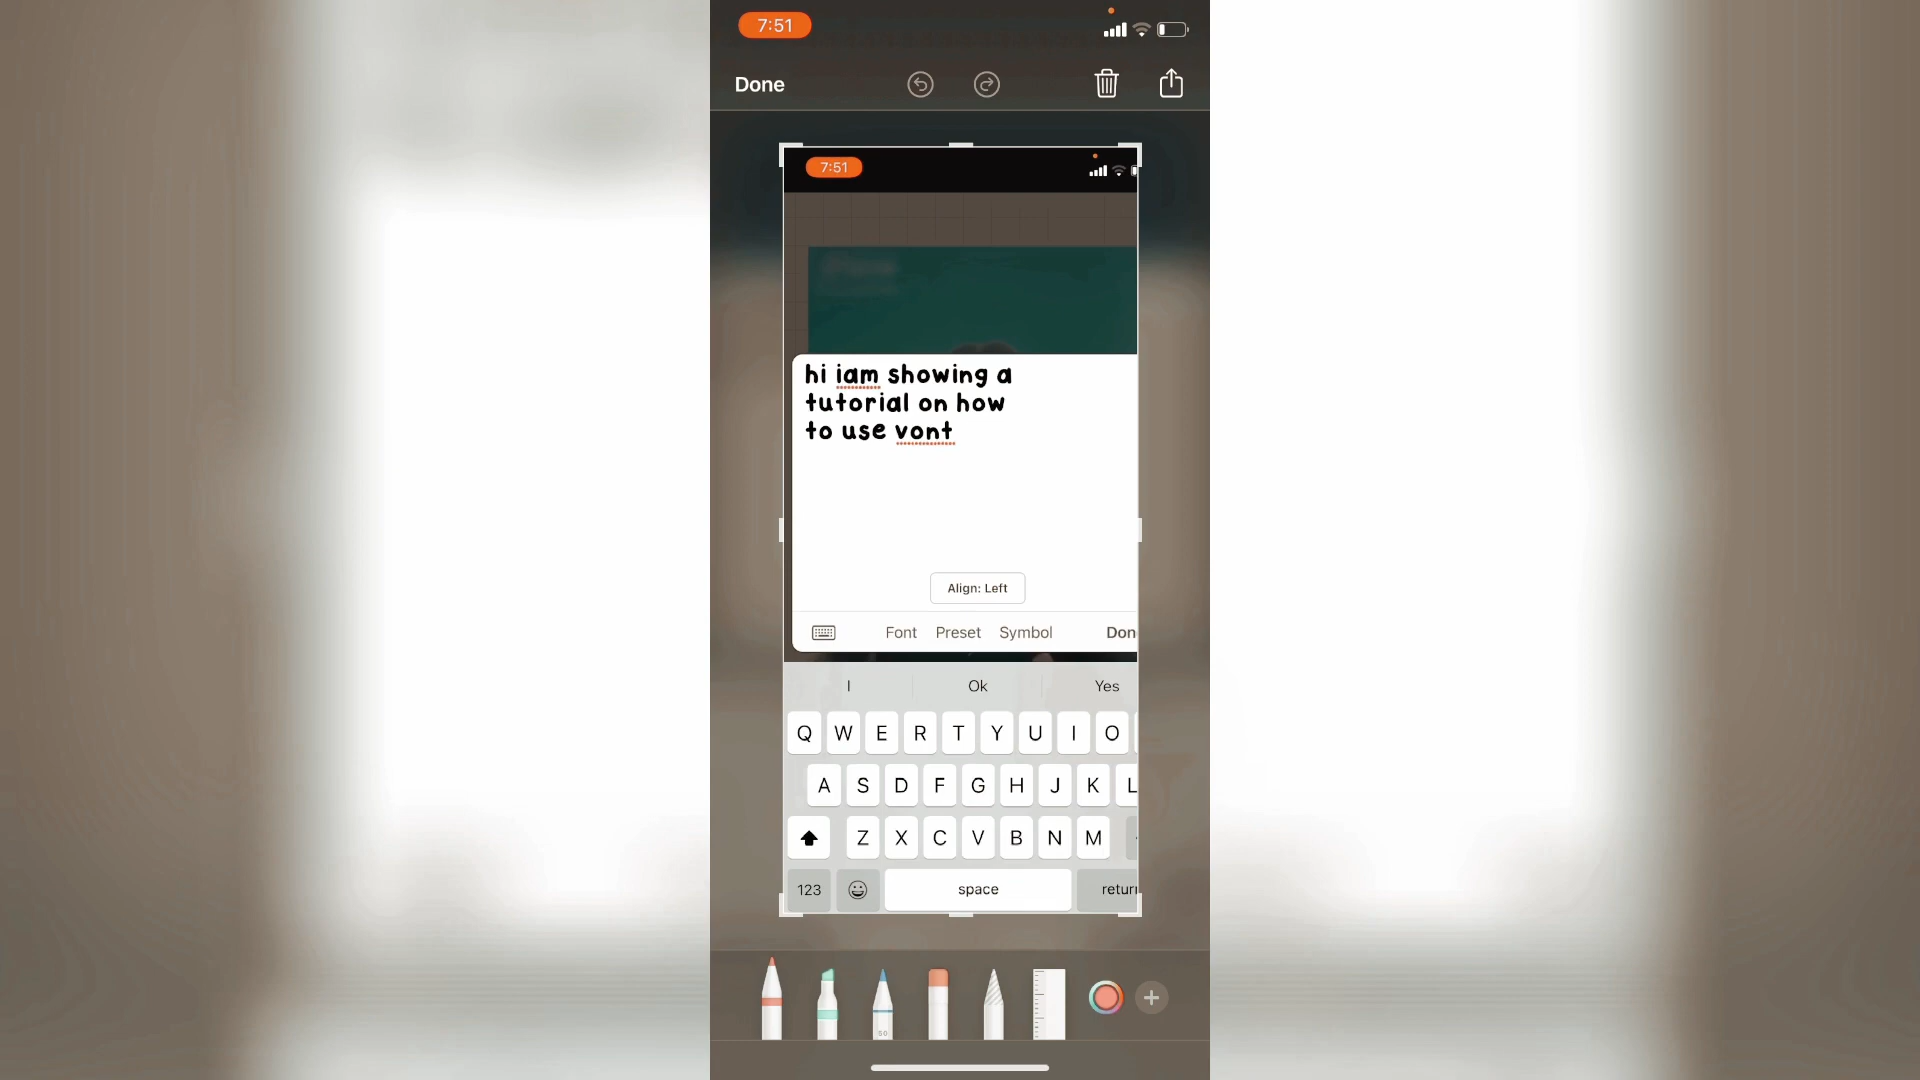 7:51
Done
7:51
hi iam showing a
tutorial on how
to use vont
Align: Left
Font Preset Symbol Don
I Ok Yes
Q W E R T Y U I O
A S D F G H J K L
Z X C V B N M
123 space return
50